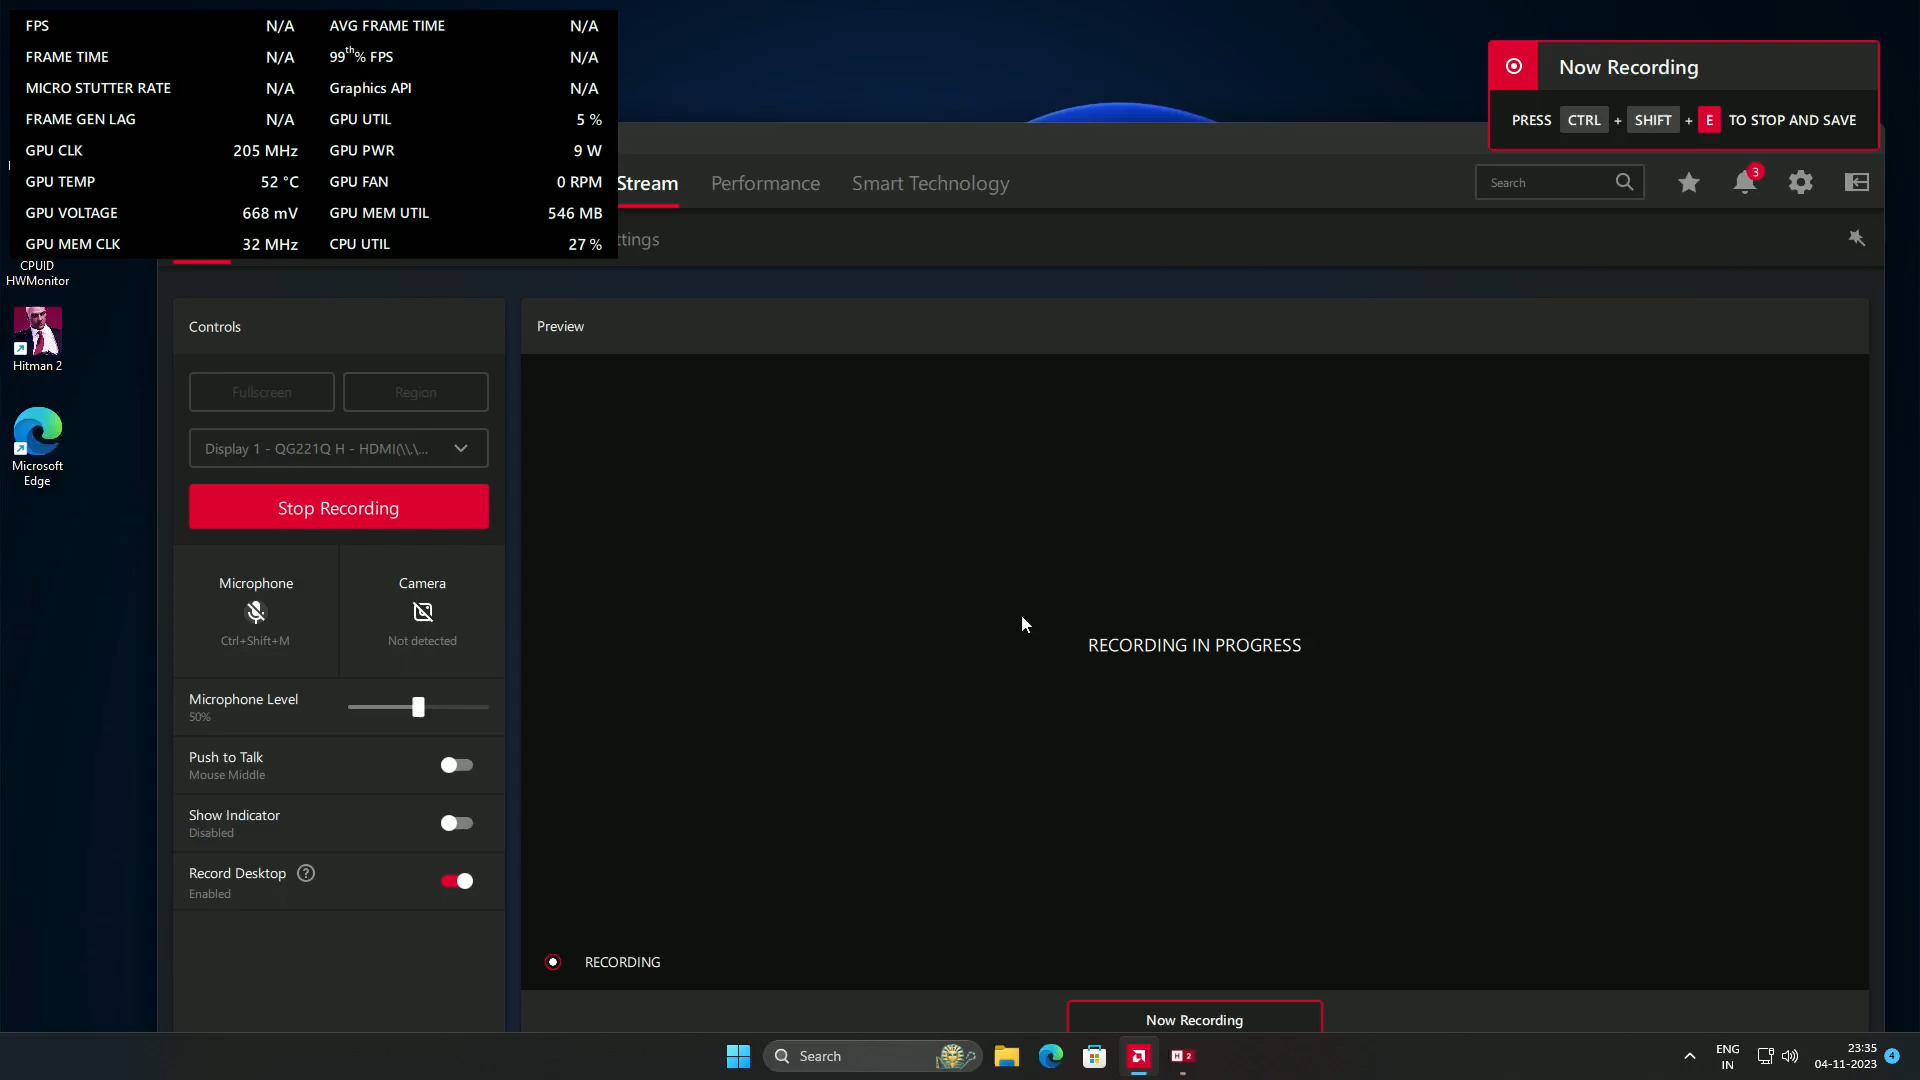 FPS N/A AVG FRAME TIME N/A
FRAME TIME N/A 99th% FPS N/A
MICRO STUTTER RATE N/A Graphics API N/A
FRAME GEN LAG N/A GPU UTIL 5 %
GPU CLK 205 MHz GPU PWR 9 W
GPU TEMP 52 °C GPU FAN 0 RPM
GPU VOLTAGE 668 mV GPU MEM UTIL 546 MB
GPU MEM CLK 32 MHz CPU UTIL 27 %
Now Recording
PRESS CTRL + SHIFT + E TO STOP AND SAVE
Stream Performance Smart Technology Search 3
ttings
CPUID
HWMonitor
Hitman 2
Microsoft
Edge
Controls
Fullscreen Region
Display 1 - QG221Q H - HDMI(\\.\...
Stop Recording
Microphone Camera
Ctrl+Shift+M Not detected
Microphone Level
50%
Push to Talk
Mouse Middle
Show Indicator
Disabled
Record Desktop ?
Enabled
Preview
RECORDING IN PROGRESS
RECORDING
Now Recording
Search
H 2
ENG
IN
23:35
04-11-2023
4